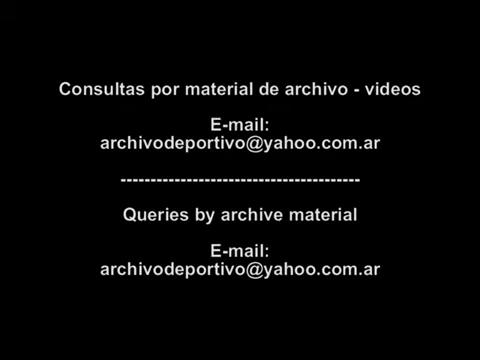 Consultas por material de archivo - videos
E-mail:
archivodeportivo@yahoo.com.ar
----------------------------------------
Queries by archive material
E-mail:
archivodeportivo@yahoo.com.ar